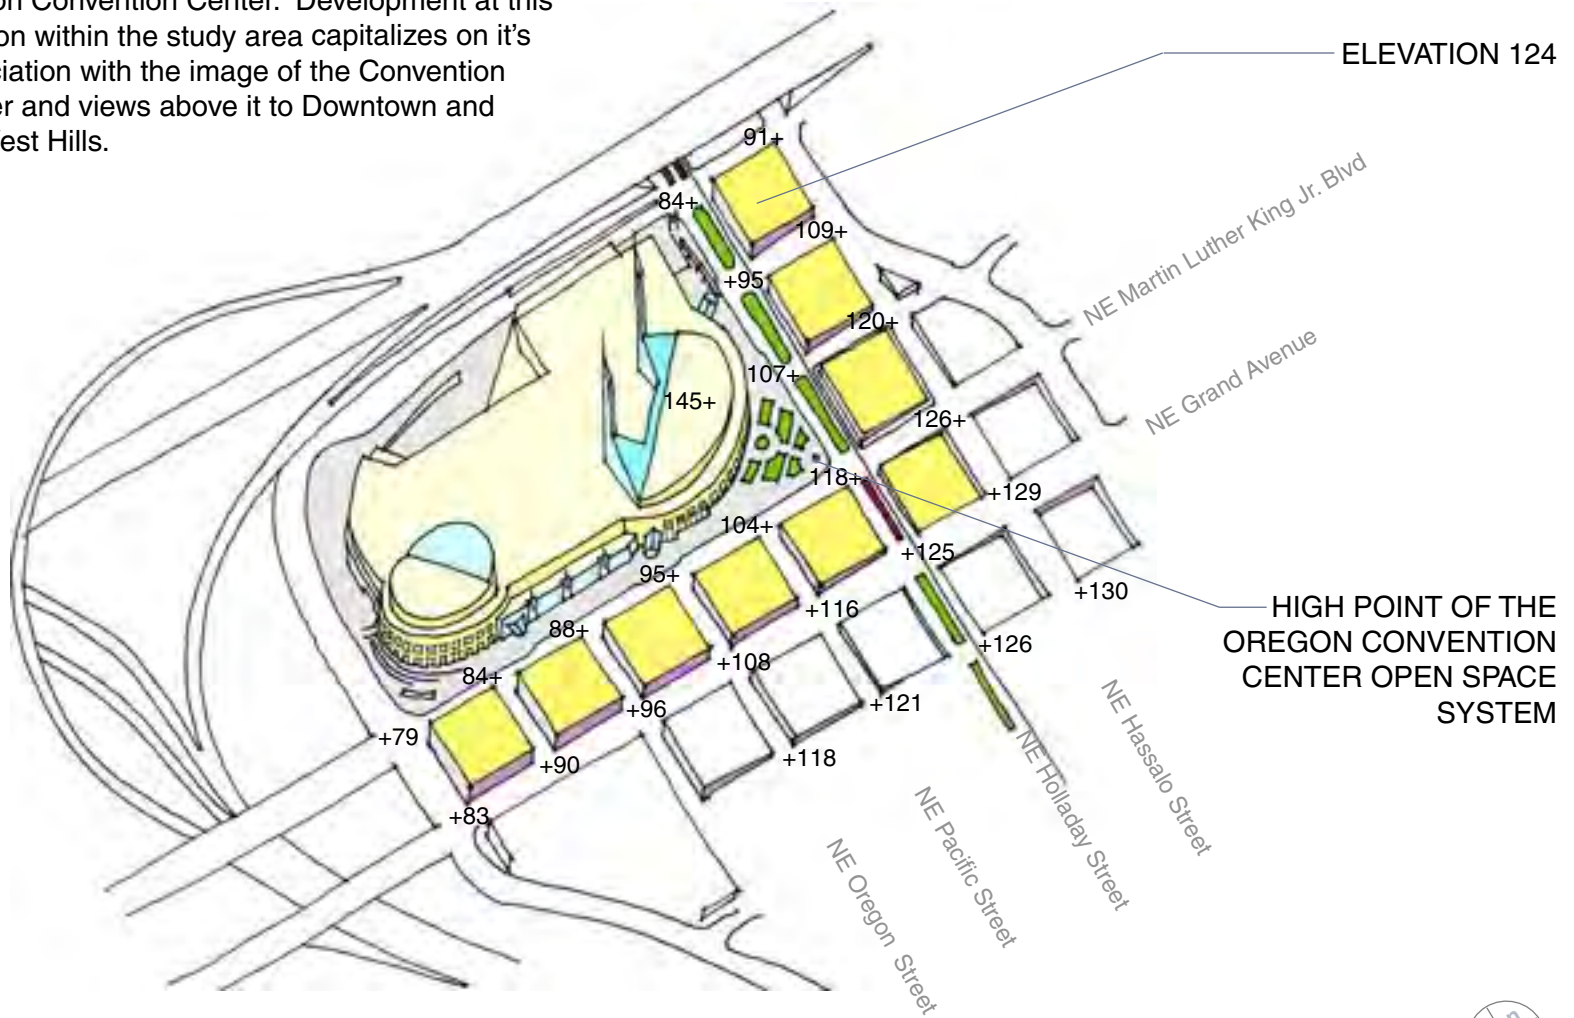 on Convention Center. Development at this
on within the study area capitalizes on it's
ciation with the image of the Convention
er and views above it to Downtown and
est Hills.
ELEVATION 124
91+
84+
109+
+95
120+
107+
145+
126+
118+
+129
104+
+125
95+
+116
+130
88+
+126
+108
84+
+96
+121
+79
+90
+118
+83
NE Martin Luther King Jr. Blvd
NE Grand Avenue
HIGH POINT OF THE
OREGON CONVENTION
CENTER OPEN SPACE
SYSTEM
NE Hassalo Street
NE Holladay Street
NE Pacific Street
NE Oregon Street